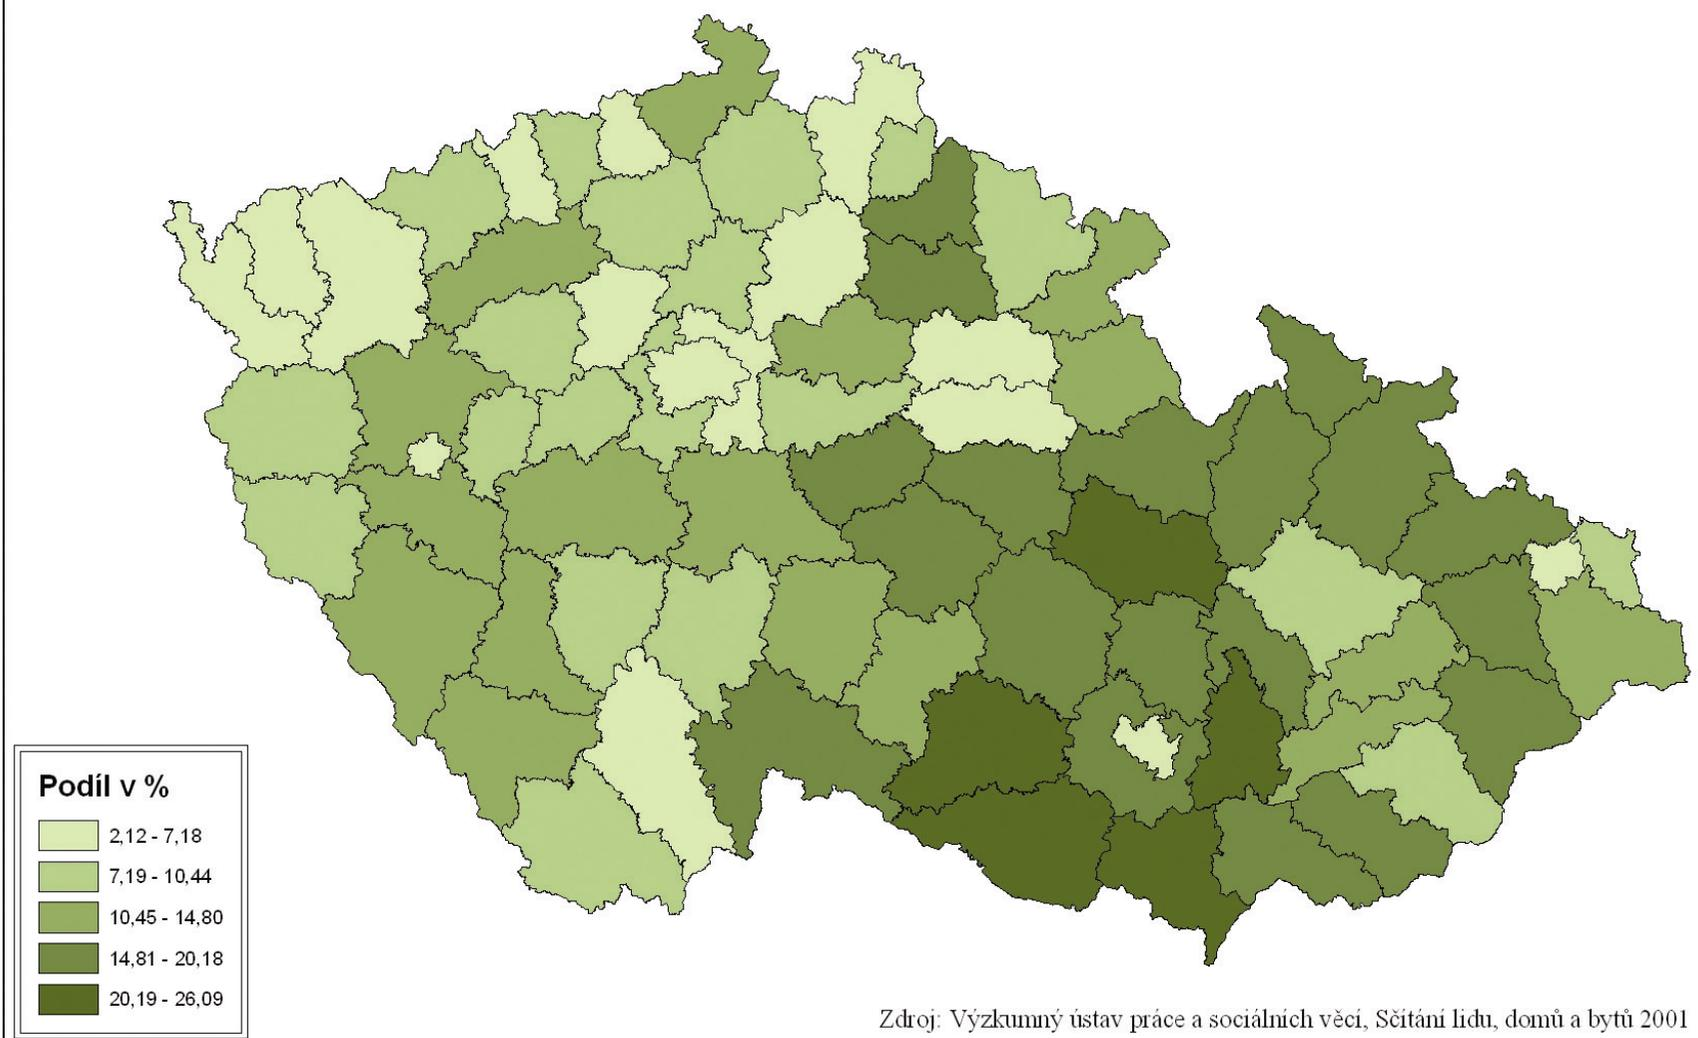 Podíl v %
2,12 - 7,18
7,19 - 10,44
10,45 - 14,80
14,81 - 20,18
20,19 - 26,09
Zdroj: Výzkumný ústav práce a sociálních věcí, Sčítání lidu, domů a bytů 2001